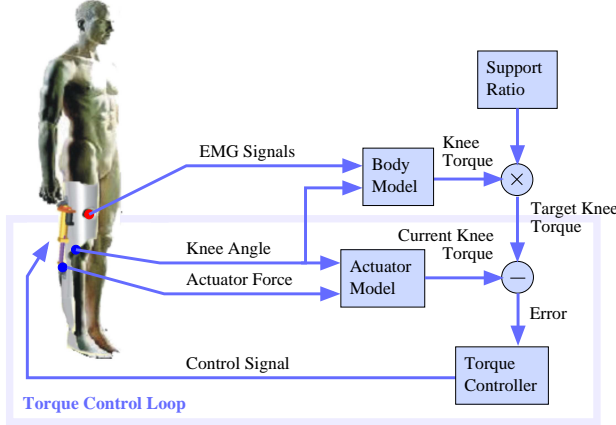 Support
Ratio
EMG Signals
Body
Model
Knee
Torque
×
Target Knee
Torque
Knee Angle
Current Knee
Torque
Actuator
Model
−
Actuator Force
Error
Control Signal
Torque
Controller
Torque Control Loop